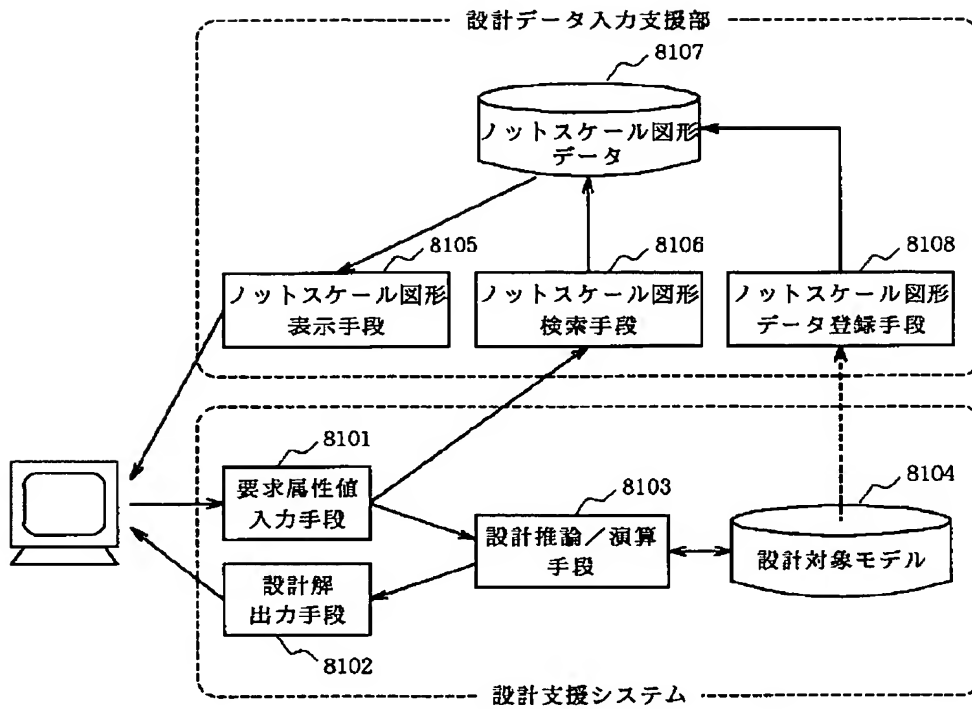 設計データ入力支援部
8107
ノットスケール図形
データ
8105
ノットスケール図形
表示手段
8106
ノットスケール図形
検索手段
8108
ノットスケール図形
データ登録手段
8101
要求属性値
入力手段
8103
設計推論／演算
手段
8104
設計対象モデル
設計解
出力手段
8102
設計支援システム